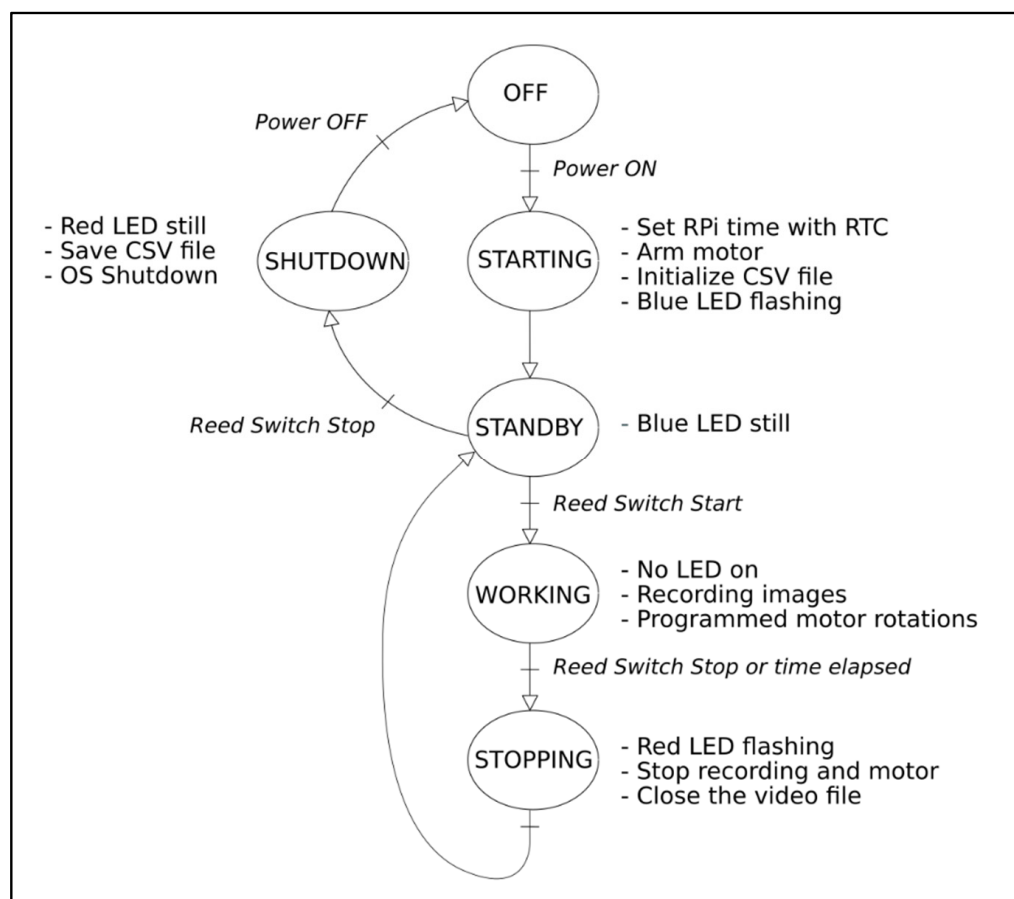 OFF
Power OFF
Power ON
- Red LED still
- Save CSV file
- OS Shutdown
SHUTDOWN
STARTING
- Set RPi time with RTC
- Arm motor
- Initialize CSV file
- Blue LED flashing
Reed Switch Stop
STANDBY
- Blue LED still
Reed Switch Start
WORKING
- No LED on
- Recording images
- Programmed motor rotations
Reed Switch Stop or time elapsed
STOPPING
- Red LED flashing
- Stop recording and motor
- Close the video file